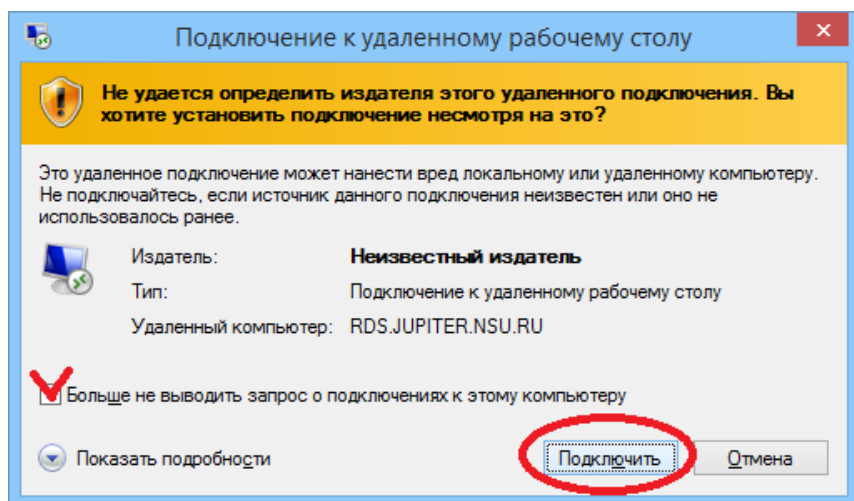 Подключение к удаленному рабочему столу
Не удается определить издателя этого удаленного подключения. Вы
хотите установить подключение несмотря на это?
Это удаленное подключение может нанести вред локальному или удаленному компьютеру.
Не подключайтесь, если источник данного подключения неизвестен или оно не
использовалось ранее.
Издатель: Неизвестный издатель
Тип: Подключение к удаленному рабочему столу
Удаленный компьютер: RDS.JUPITER.NSU.RU
Больше не выводить запрос о подключениях к этому компьютеру
Показать подробности Подключить Отмена